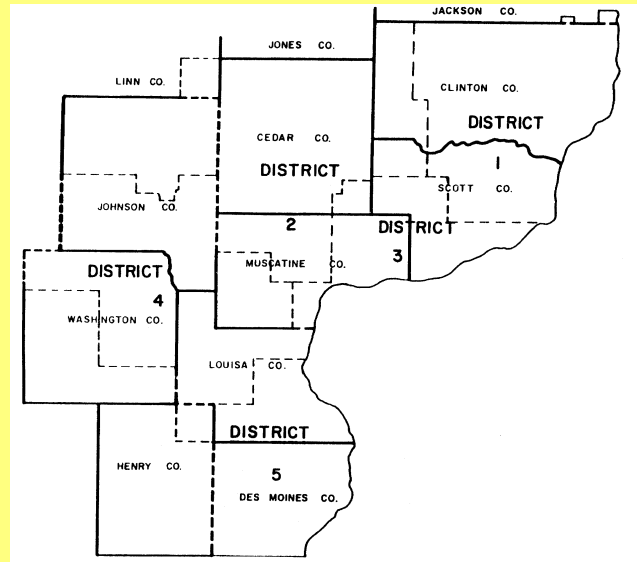 JACKSON CO.
JONES CO.
LINN CO.
CLINTON CO.
DISTRICT
1
CEDAR CO.
DISTRICT
2
SCOTT CO.
JOHNSON CO.
DISTRICT
3
MUSCATINE CO.
DISTRICT
4
WASHINGTON CO.
LOUISA CO.
DISTRICT
5
HENRY CO.
DES MOINES CO.